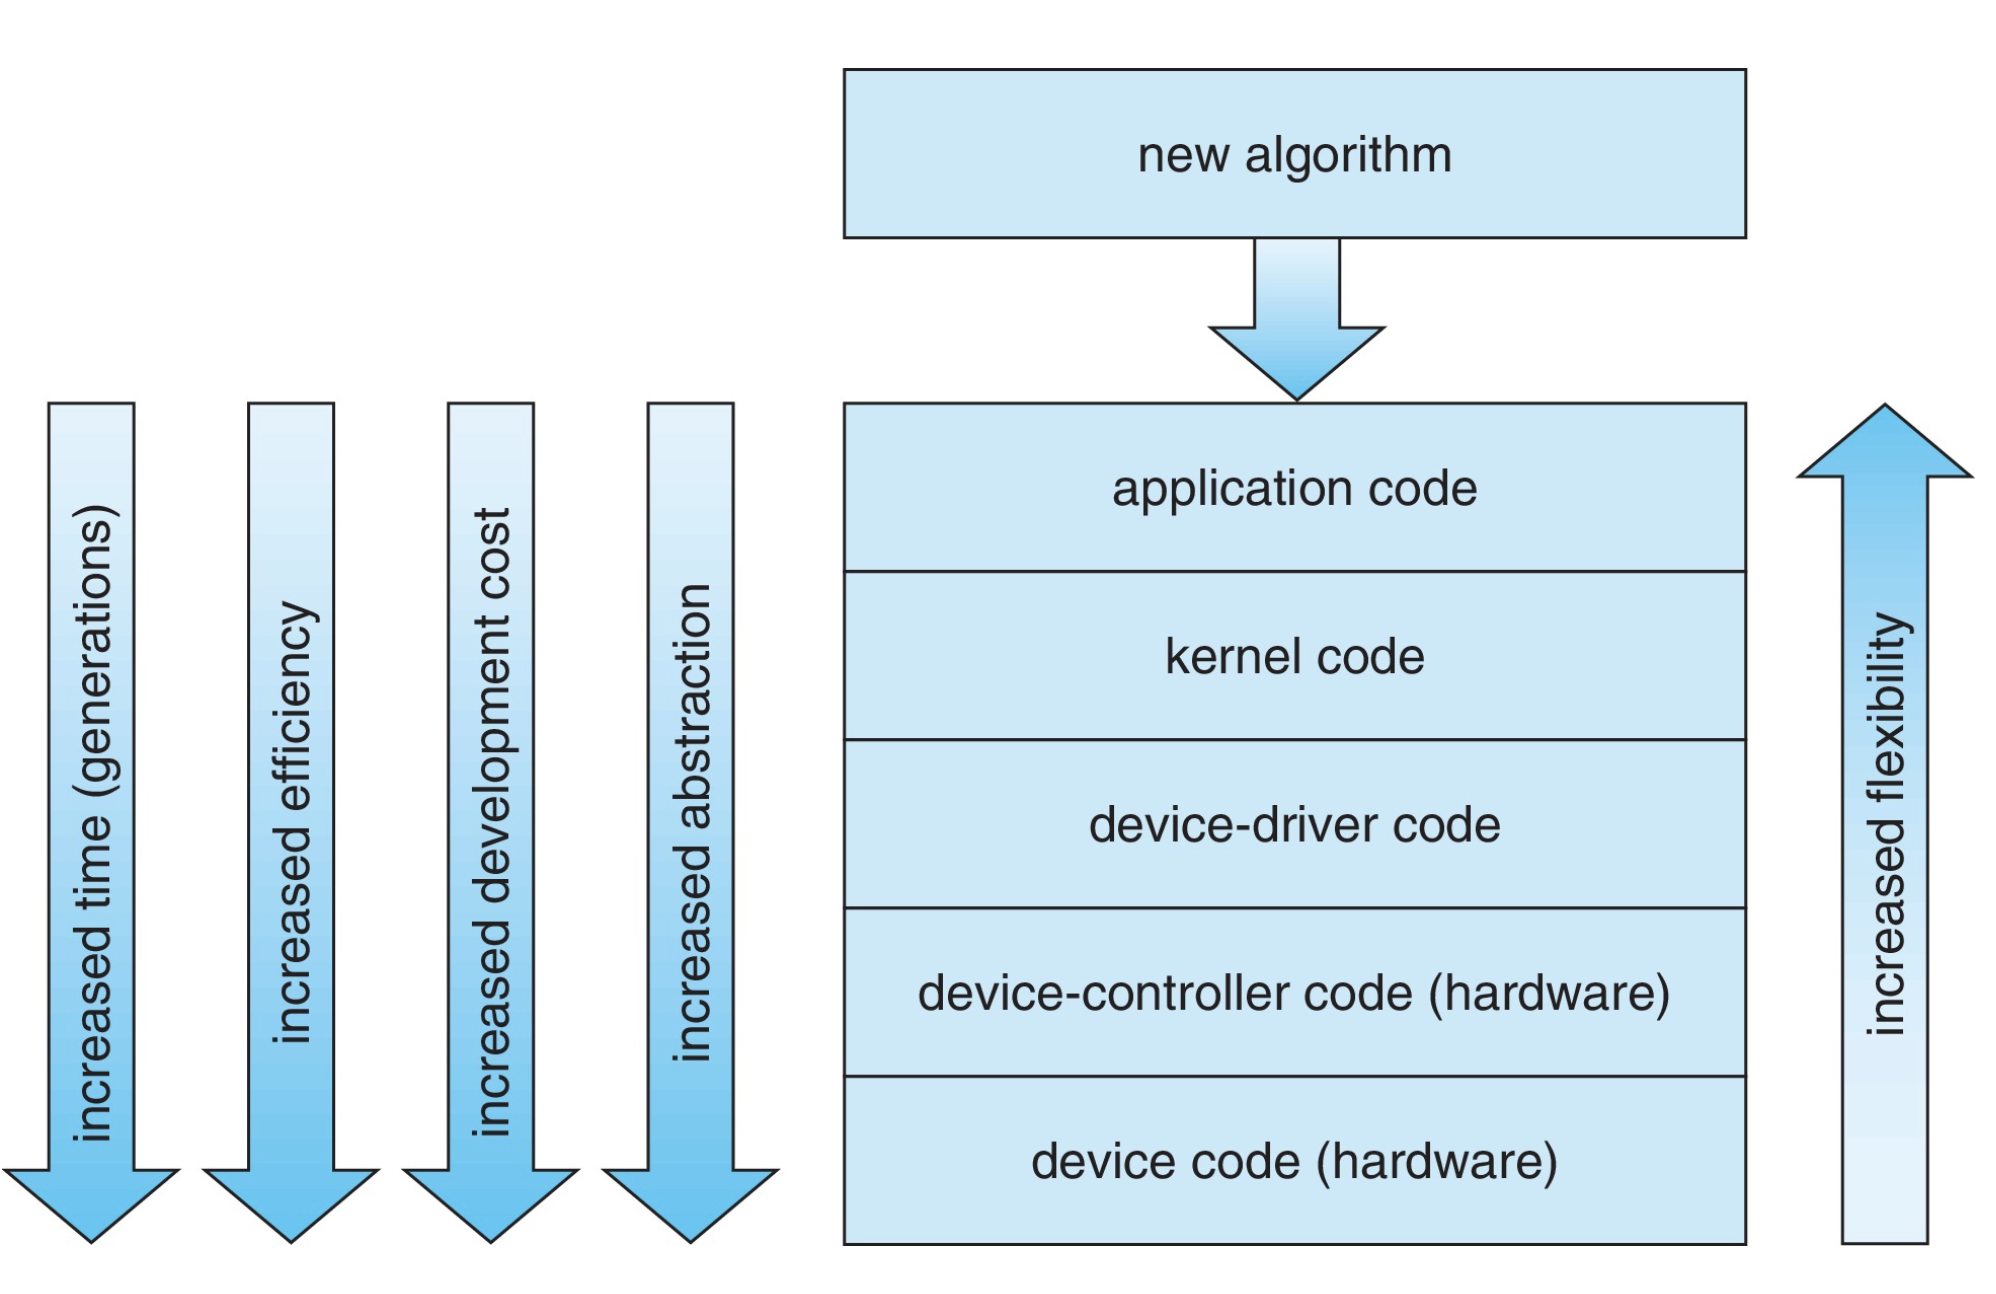 new algorithm
increased time (generations)
increased efficiency
increased development cost
increased abstraction
application code
kernel code
device-driver code
device-controller code (hardware)
device code (hardware)
increased flexibility